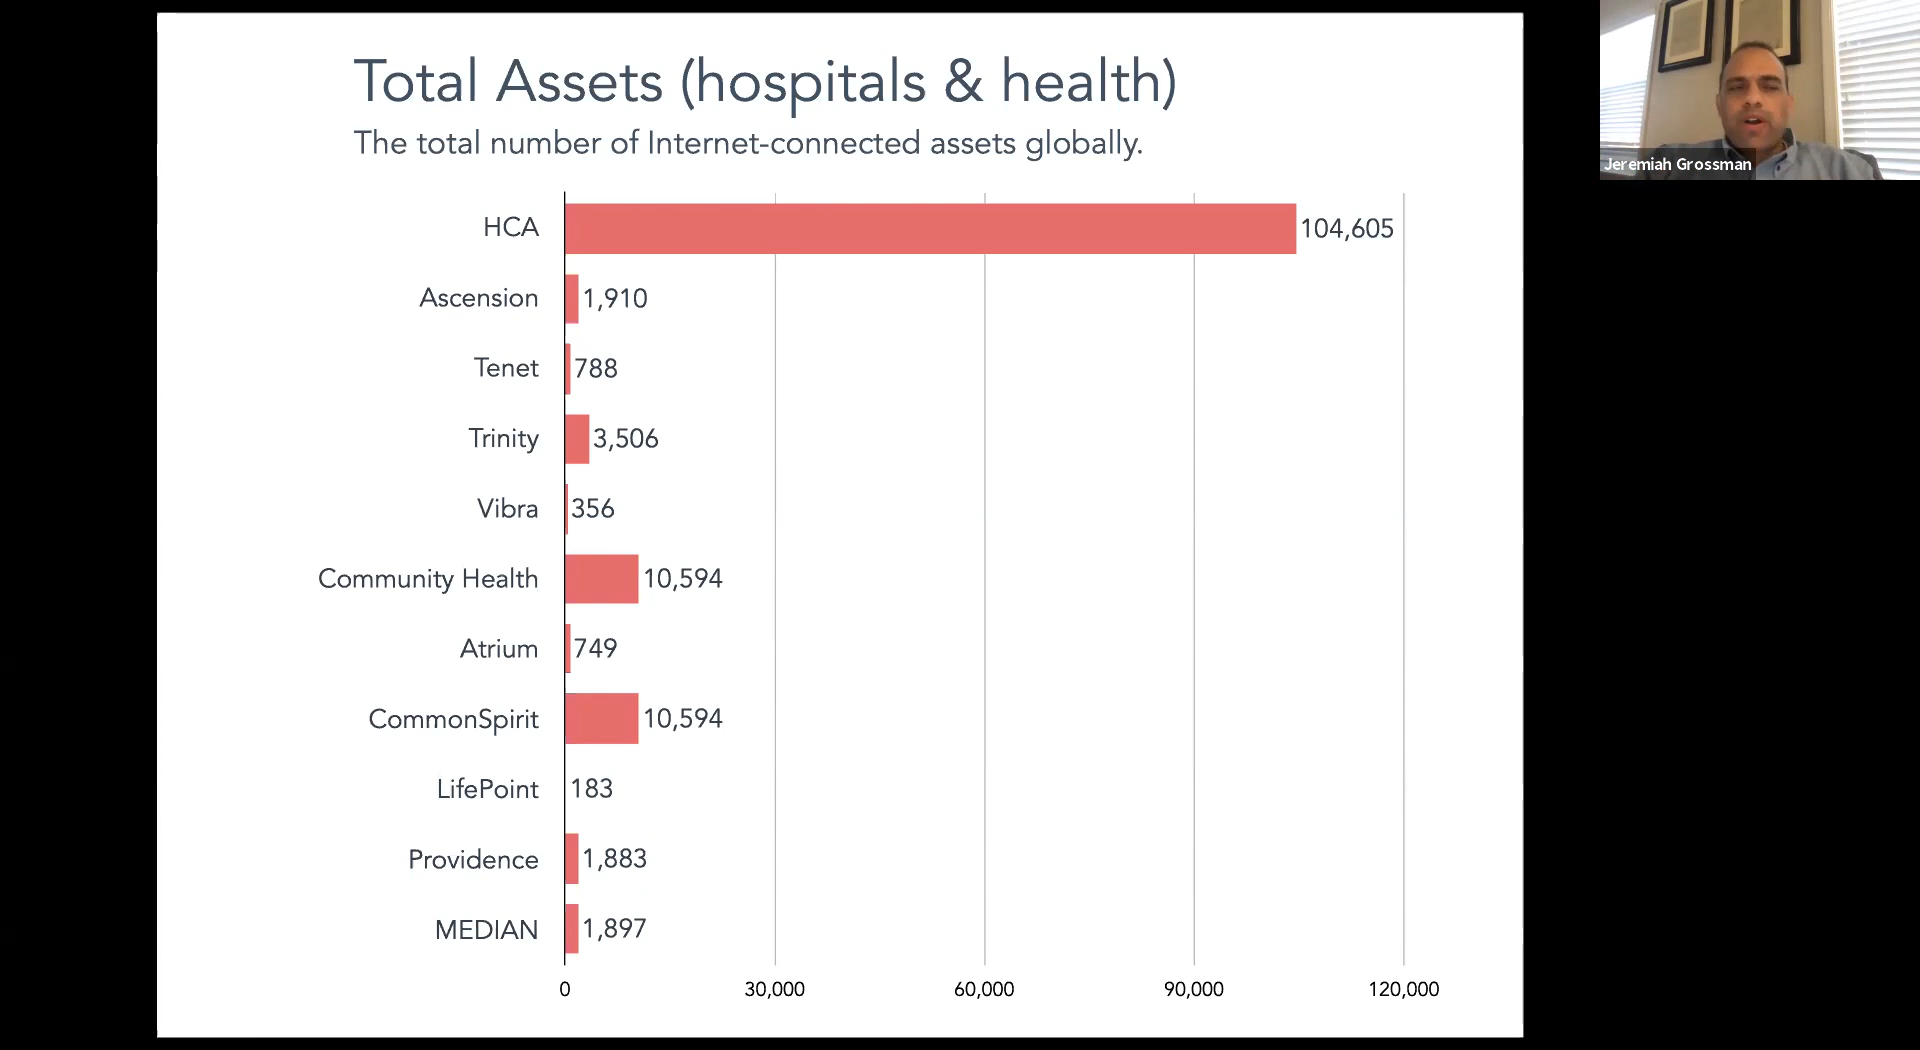 Total Assets (hospitals & health)
The total number of Internet-connected assets globally.
Jeremiah Grossman
HCA 104,605
Ascension 1,910
Tenet 788
Trinity 3,506
Vibra 356
Community Health 10,594
Atrium 749
CommonSpirit 10,594
LifePoint 183
Providence 1,883
MEDIAN 1,897
0 30,000 60,000 90,000 120,000